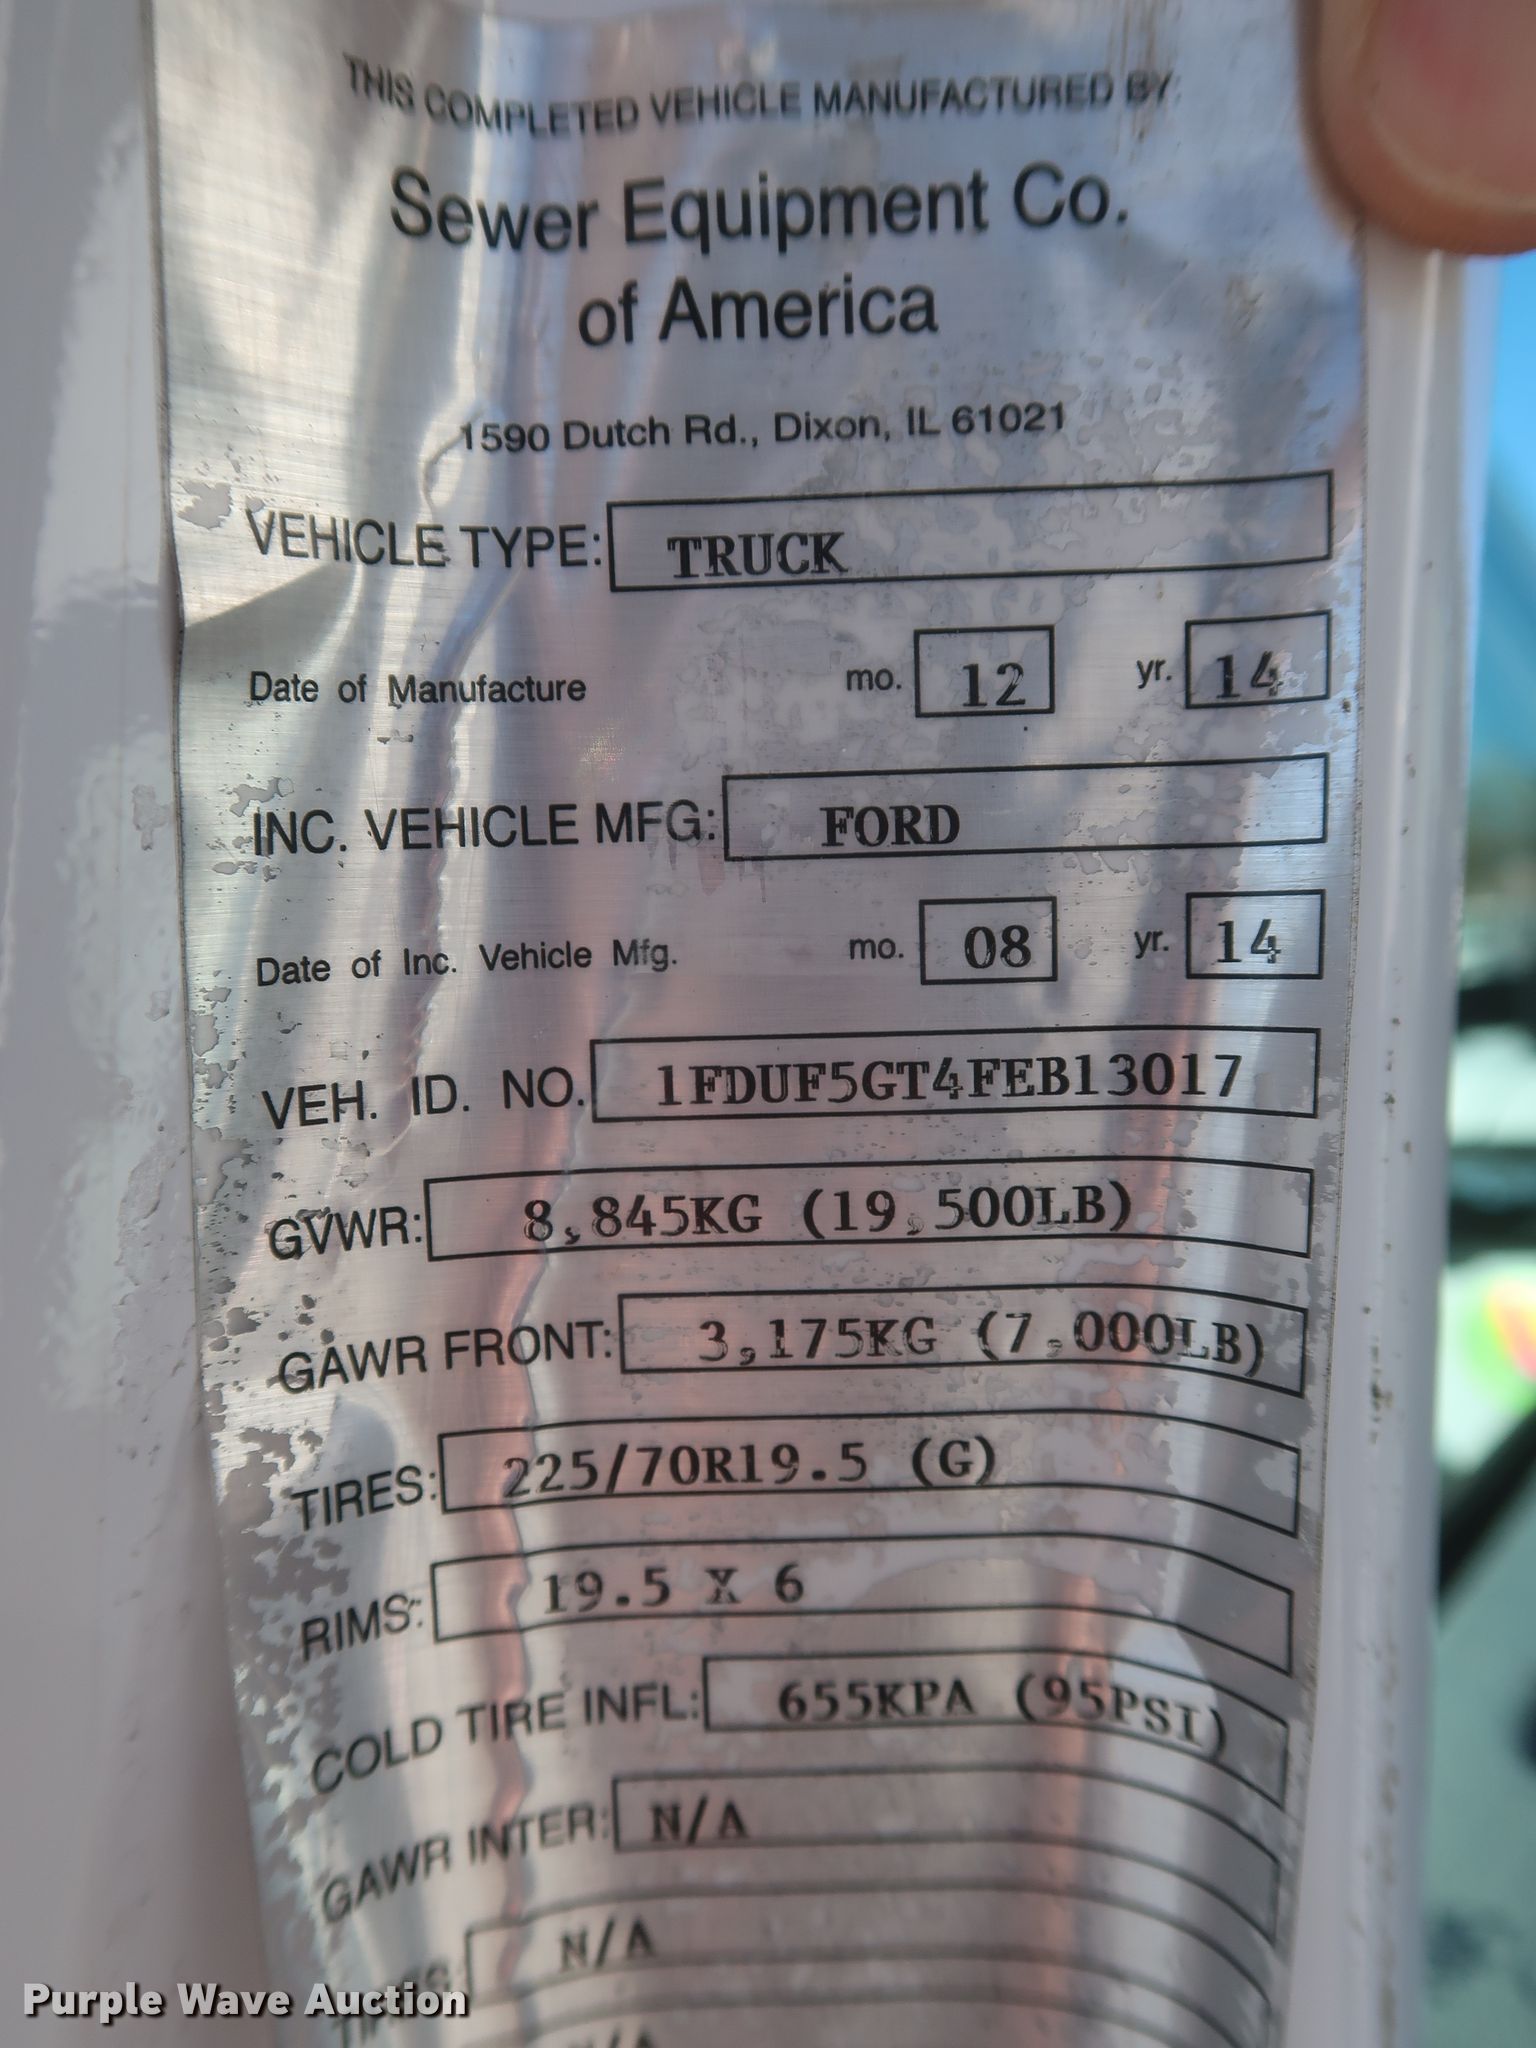 THIS COMPLETED VEHICLE MANUFACTURED BY:
Sewer Equipment Co.
of America
1590 Dutch Rd., Dixon, IL 61021
VEHICLE TYPE: TRUCK
Date of Manufacture mo. 12 yr. 14
INC. VEHICLE MFG: FORD
Date of Inc. Vehicle Mfg. mo. 08 yr. 14
VEH. ID. NO. 1FDUF5GT4FEB13017
GVWR: 8,845KG (19,500LB)
GAWR FRONT: 3,175KG (7,000LB)
TIRES: 225/70R19.5 (G)
RIMS: 19.5 X 6
COLD TIRE INFL: 655KPA (95PSI)
GAWR INTER: N/A
N/A
Purple Wave Auction